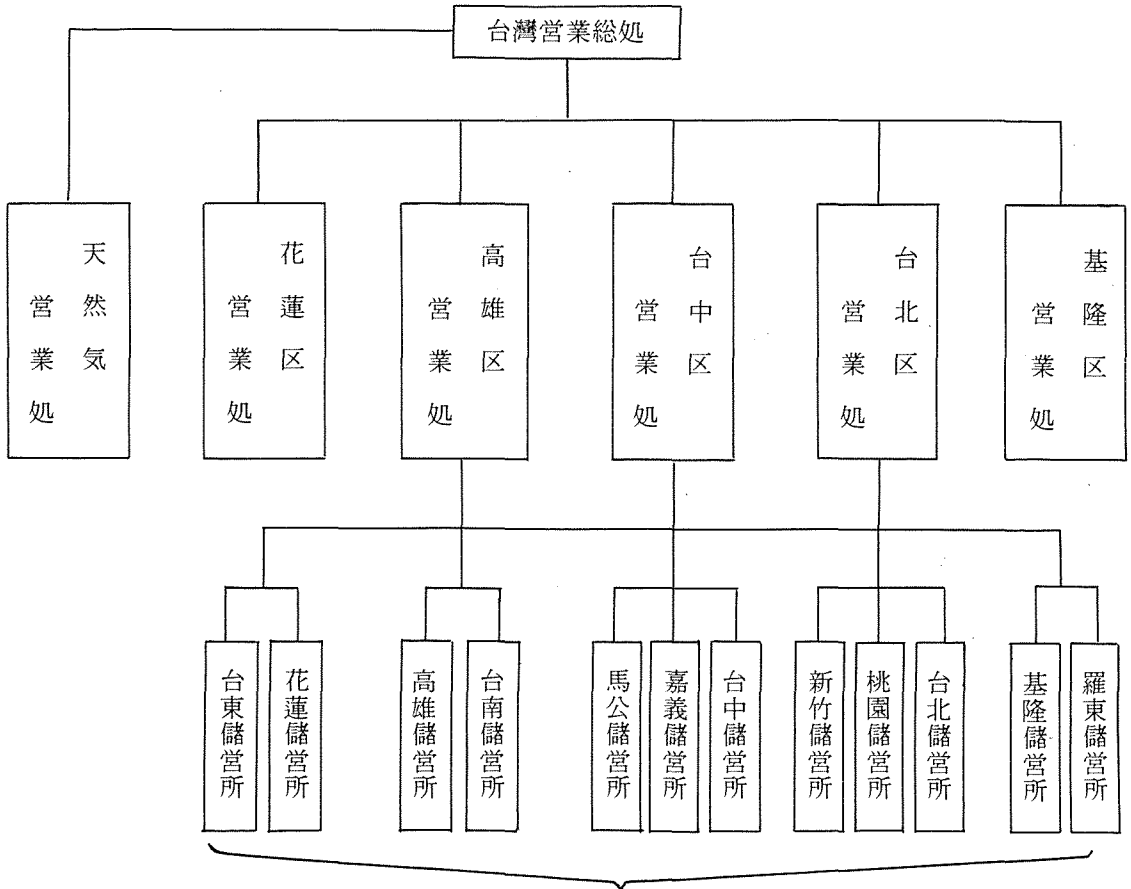 台灣営業総処
基隆区
営業処
台北区
営業処
台中区
営業処
高雄区
営業処
花蓮区
営業処
天然気
営業処
羅東儲営所
基隆儲営所
台北儲営所
桃園儲営所
新竹儲営所
台中儲営所
嘉義儲営所
馬公儲営所
台南儲営所
高雄儲営所
花蓮儲営所
台東儲営所